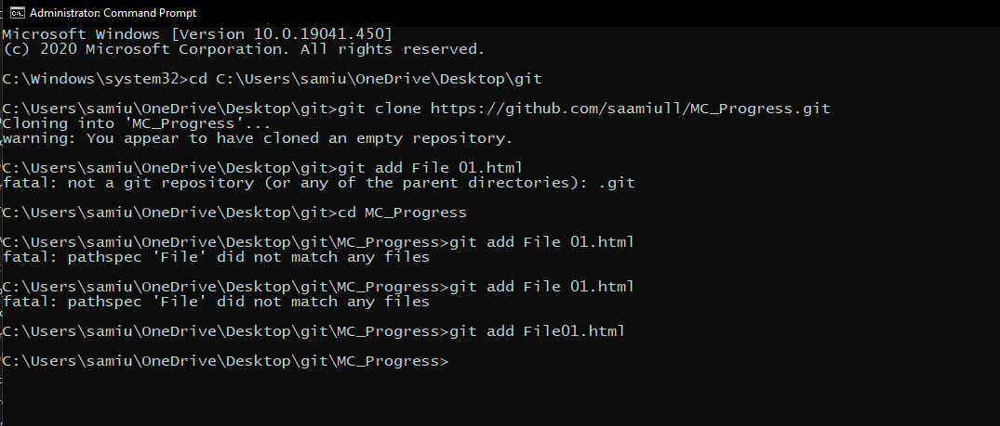 Administrator: Command Prompt
Microsoft Windows [Version 10.0.19041.450]
(c) 2020 Microsoft Corporation. All rights reserved.
C:\Windows\system32>cd C:\Users\samiu\OneDrive\Desktop\git
C:\Users\samiu\OneDrive\Desktop\git>git clone https://github.com/saamiull/MC_Progress.git
Cloning into 'MC_Progress'...
warning: You appear to have cloned an empty repository.
C:\Users\samiu\OneDrive\Desktop\git>git add File 01.html
fatal: not a git repository (or any of the parent directories): .git
C:\Users\samiu\OneDrive\Desktop\git>cd MC_Progress
C:\Users\samiu\OneDrive\Desktop\git\MC_Progress>git add File 01.html
fatal: pathspec 'File' did not match any files
C:\Users\samiu\OneDrive\Desktop\git\MC_Progress>git add File 01.html
fatal: pathspec 'File' did not match any files
C:\Users\samiu\OneDrive\Desktop\git\MC_Progress>git add File01.html
C:\Users\samiu\OneDrive\Desktop\git\MC_Progress>